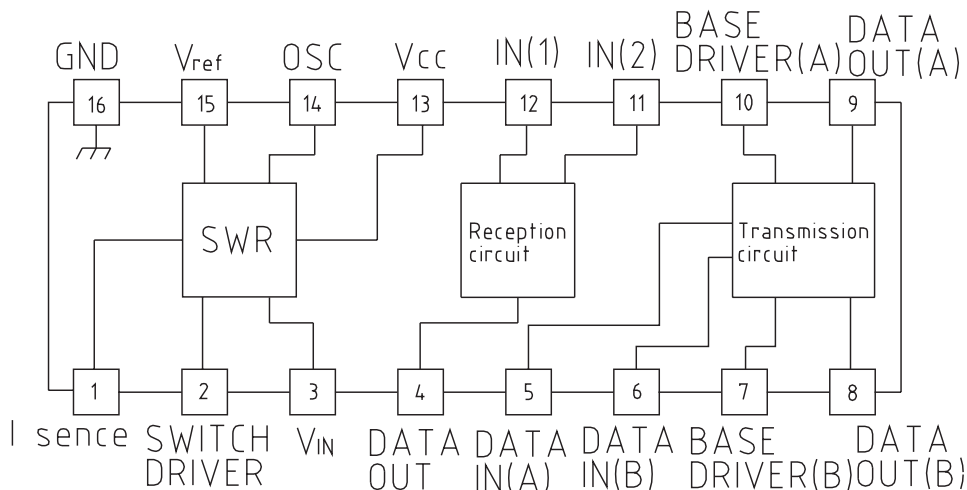 GND
Vref
OSC
Vcc
IN(1)
IN(2)
BASE
DRIVER(A)
DATA
OUT(A)
16
15
14
13
12
11
10
9
SWR
Reception
circuit
Transmission
circuit
1
2
3
4
5
6
7
8
I sence
SWITCH
DRIVER
VIN
DATA
OUT
DATA
IN(A)
DATA
IN(B)
BASE
DRIVER(B)
DATA
OUT(B)